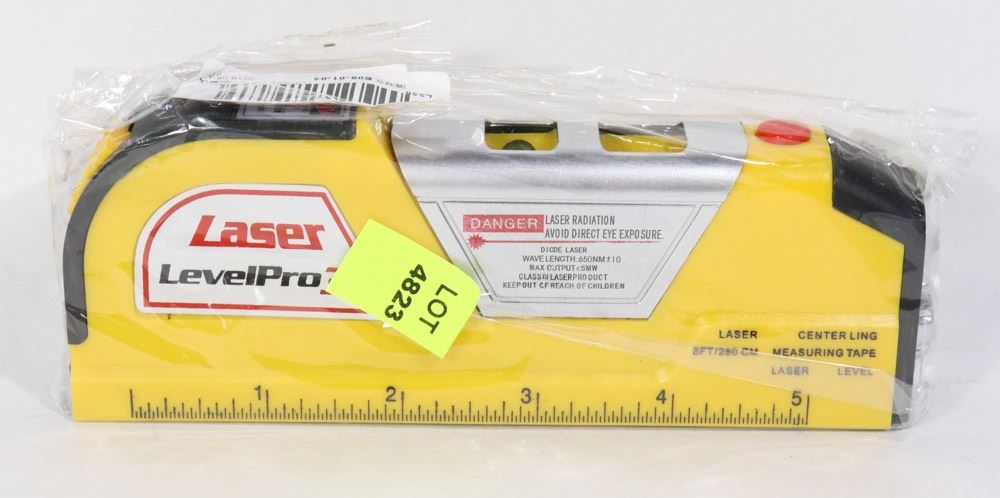 Laser
LevelPro
LOT
4823
DANGER LASER RADIATION
AVOID DIRECT EYE EXPOSURE.
DIODE LASER
WAVE LENGTH:650NM±10
MAX OUTPUT<5MW
CLASSⅢLASERPRODUCT
KEEP OUT OF REACH OF CHILDREN
LASER CENTER LING
8FT/260 CM MEASURING TAPE
LASER LEVEL
1 2 3 4 5